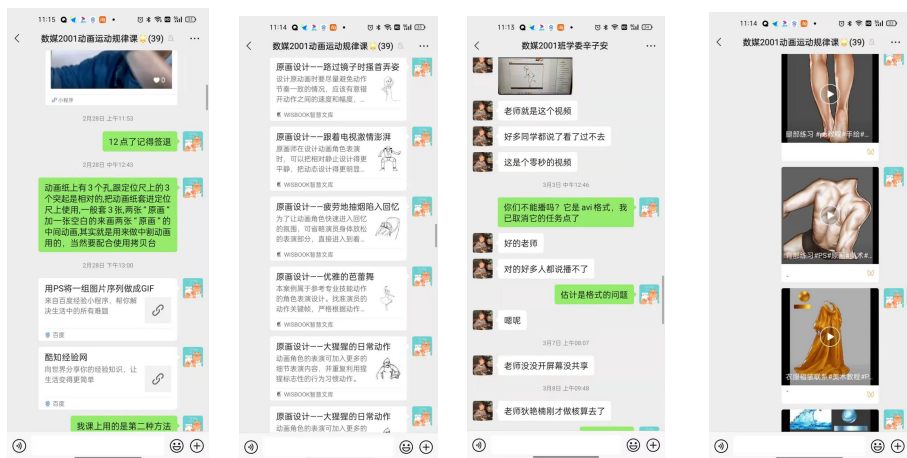 11:15
数媒2001动画运动规律课(39)
0
小程序
2月28日 上午11:53
12点了记得签退
2月28日 中午12:43
动画纸上有3个孔,跟定位尺上的3
个突起是相对的,把动画纸套进定位
尺上使用,一般套3张,两张“原画”
加一张空白的来画两张“原画”的
中间动画,其实就是用来做中割动画
用的，当然要配合使用拷贝台
2月28日 下午13:00
用PS将一组图片序列做成GIF
来自百度经验小程序，帮你解
决生活中的所有难题
百度
酷知经验网
向世界分享你的经验知识，让
生活变得更简单
百度
我课上用的是第二种方法
11:14
数媒2001动画运动规律课(39)
原画设计——路过镜子时搔首弄姿
设计原动画时要尽量避免动作
节奏一致的情况，应该有意错
开动作之间的速度和幅度，...
WISBOOK智慧文库
原画设计——跟着电视激情澎湃
原画师在设计动画角色表演
时，可以把相对静止设计得更
平静，把动态设计得更明显...
WISBOOK智慧文库
原画设计——疲劳地抽烟陷入回忆
为了让动画角色快速进入回忆
的氛围，可省略演员身体放松
的表演部分，直接进入到看...
WISBOOK智慧文库
原画设计——优雅的芭蕾舞
本案例属于参考专业技能动作
的角色表演设计。找准演员的
动作关键帧，严格根据动作...
WISBOOK智慧文库
原画设计——大猩猩的日常动作
动画角色的表演可加入更多的
细节表演内容，并重复利用猩
猩标志性的行为习惯动作。
WISBOOK智慧文库
原画设计——大猩猩的日常动作
动画角色的表演可加入更多的
11:13
数媒2001班学委辛子安
老师就是这个视频
好多同学都说了看了过不去
这是个零秒的视频
3月3日 中午12:46
你们不能播吗？它是avi格式，我
已取消它的任务点了
好的老师
对的好多人都说播不了
估计是格式的问题
嗯呢
3月7日 上午08:07
老师没没开屏幕没共享
3月8日 上午09:48
老师狄艳楠刚才做核算去了
11:14
数媒2001动画运动规律课(39)